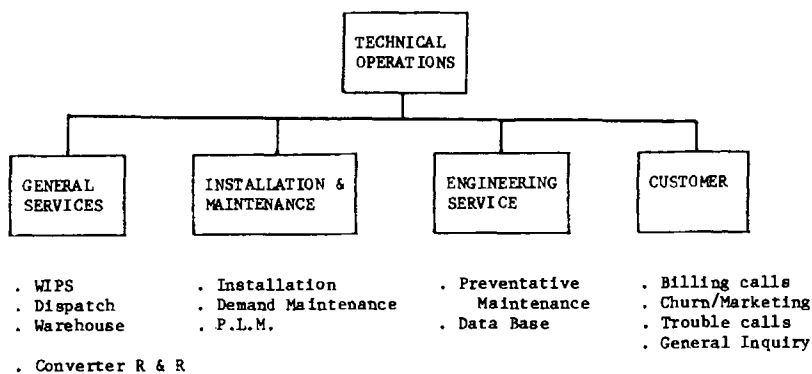 TECHNICAL
OPERATIONS
GENERAL
SERVICES
INSTALLATION &
MAINTENANCE
ENGINEERING
SERVICE
CUSTOMER
. WIPS
. Dispatch
. Warehouse
. Converter R & R
. Installation
. Demand Maintenance
. P.L.M.
. Preventative
Maintenance
. Data Base
. Billing calls
. Churn/Marketing
. Trouble calls
. General Inquiry